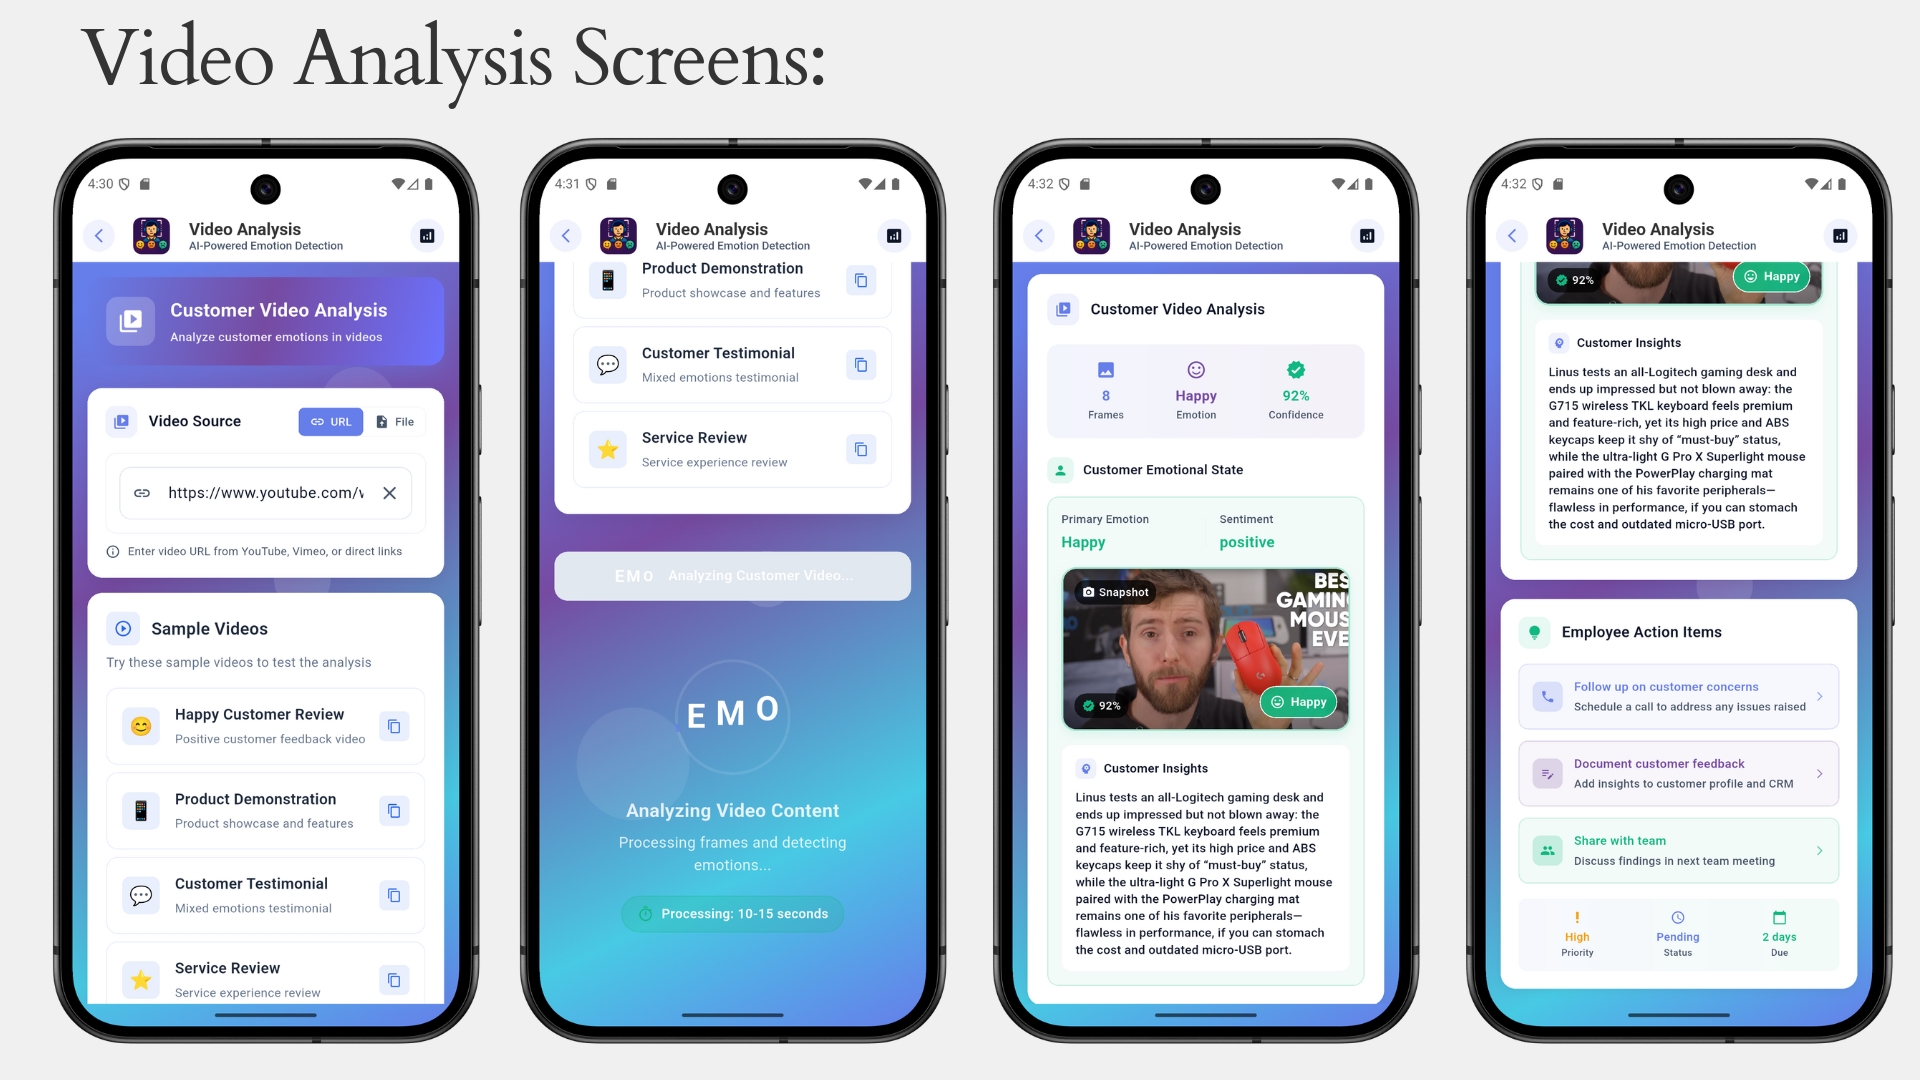 Video Analysis Screens:
4:30
Video Analysis
AI-Powered Emotion Detection
Customer Video Analysis
Analyze customer emotions in videos
Video Source
URL
File
https://www.youtube.com/
Enter video URL from YouTube, Vimeo, or direct links
Sample Videos
Try these sample videos to test the analysis
Happy Customer Review
Positive customer feedback video
Product Demonstration
Product showcase and features
Customer Testimonial
Mixed emotions testimonial
Service Review
Service experience review
4:31
Video Analysis
AI-Powered Emotion Detection
Product Demonstration
Product showcase and features
Customer Testimonial
Mixed emotions testimonial
Service Review
Service experience review
EMO Analyzing Customer Video...
EMO
Analyzing Video Content
Processing frames and detecting
emotions...
Processing: 10-15 seconds
4:32
Video Analysis
AI-Powered Emotion Detection
Customer Video Analysis
8 Happy 92%
Frames Emotion Confidence
Customer Emotional State
Primary Emotion Sentiment
Happy positive
Snapshot
BES
GAMIN
MOUS
EVE
92%
Happy
Customer Insights
Linus tests an all-Logitech gaming desk and
ends up impressed but not blown away: the
G715 wireless TKL keyboard feels premium
and feature-rich, yet its high price and ABS
keycaps keep it shy of “must-buy” status,
while the ultra-light G Pro X Superlight mouse
paired with the PowerPlay charging mat
remains one of his favorite peripherals—
flawless in performance, if you can stomach
the cost and outdated micro-USB port.
4:32
Video Analysis
AI-Powered Emotion Detection
92%
Happy
Customer Insights
Linus tests an all-Logitech gaming desk and
ends up impressed but not blown away: the
G715 wireless TKL keyboard feels premium
and feature-rich, yet its high price and ABS
keycaps keep it shy of “must-buy” status,
while the ultra-light G Pro X Superlight mouse
paired with the PowerPlay charging mat
remains one of his favorite peripherals—
flawless in performance, if you can stomach
the cost and outdated micro-USB port.
Employee Action Items
Follow up on customer concerns
Schedule a call to address any issues raised
Document customer feedback
Add insights to customer profile and CRM
Share with team
Discuss findings in next team meeting
High Pending 2 days
Priority Status Due